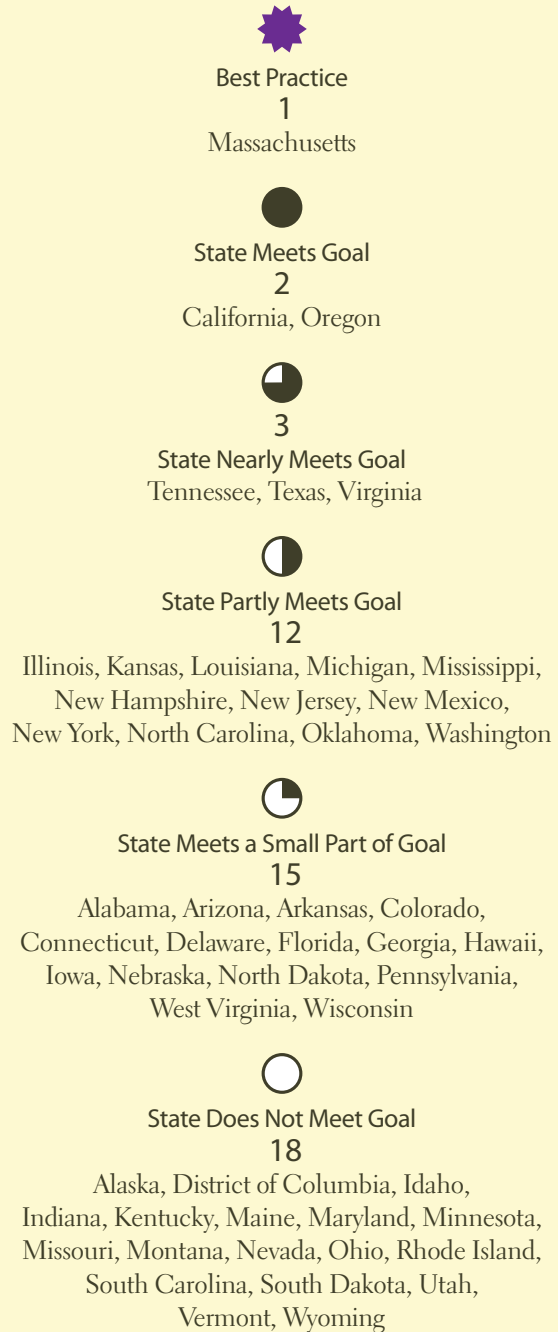 Best Practice
1
Massachusetts
State Meets Goal
2
California, Oregon
3
State Nearly Meets Goal
Tennessee, Texas, Virginia
State Partly Meets Goal
12
Illinois, Kansas, Louisiana, Michigan, Mississippi,
New Hampshire, New Jersey, New Mexico,
New York, North Carolina, Oklahoma, Washington
State Meets a Small Part of Goal
15
Alabama, Arizona, Arkansas, Colorado,
Connecticut, Delaware, Florida, Georgia, Hawaii,
Iowa, Nebraska, North Dakota, Pennsylvania,
West Virginia, Wisconsin
State Does Not Meet Goal
18
Alaska, District of Columbia, Idaho,
Indiana, Kentucky, Maine, Maryland, Minnesota,
Missouri, Montana, Nevada, Ohio, Rhode Island,
South Carolina, South Dakota, Utah,
Vermont, Wyoming